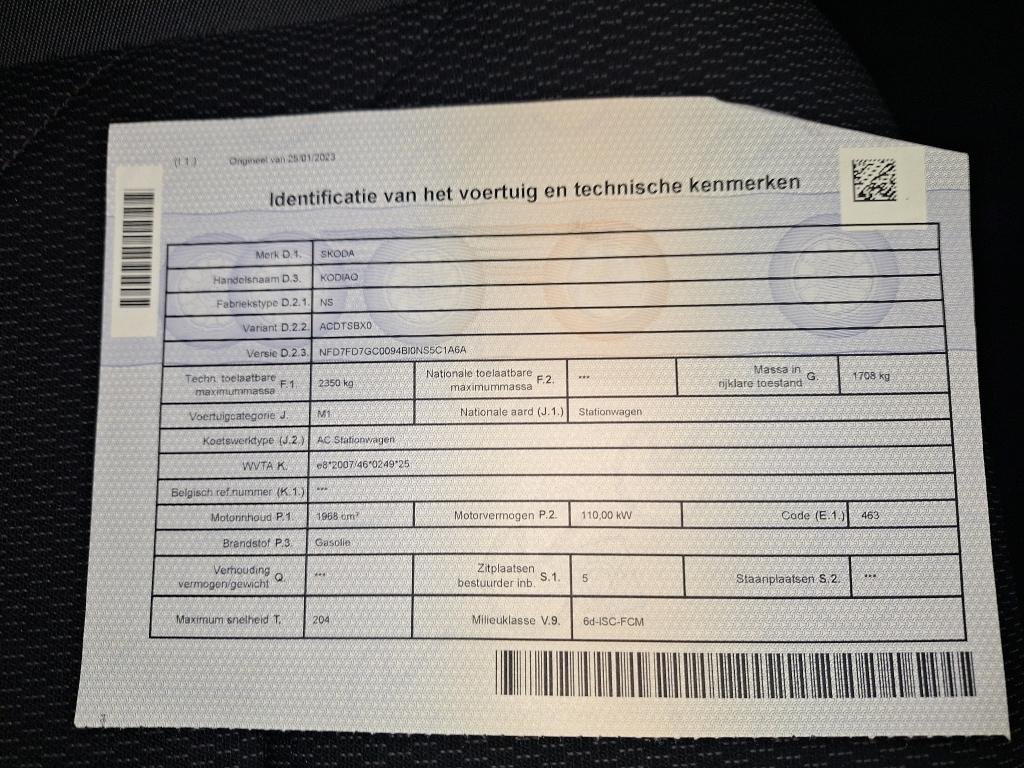 (I.1.) Origineel van 25/01/2023
Identificatie van het voertuig en technische kenmerken
Merk D.1. SKODA
Handelsnaam D.3. KODIAQ
Fabriekstype D.2.1. NS
Variant D.2.2. ACDTSBX0
Versie D.2.3. NFD7FD7GC0094BI0NS5C1A6A
Techn. toelaatbare maximummassa F.1. 2350 kg Nationale toelaatbare maximummassa F.2. *** Massa in rijklare toestand G. 1708 kg
Voertuigcategorie J. M1 Nationale aard (J.1.) Stationwagen
Koetswerktype (J.2.) AC Stationwagen
WVTA K. e8*2007/46*0249*25
Belgisch ref.nummer (K.1.) ***
Motorinhoud P.1. 1968 cm³ Motorvermogen P.2. 110,00 kW Code (E.1.) 463
Brandstof P.3. Gasolie
Verhouding vermogen/gewicht Q. *** Zitplaatsen bestuurder inb. S.1. 5 Staanplaatsen S.2. ***
Maximum snelheid T. 204 Milieuklasse V.9. 6d-ISC-FCM